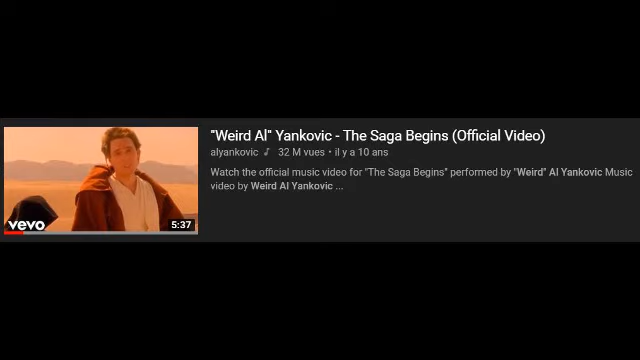 "Weird Al" Yankovic - The Saga Begins (Official Video)
alyankovic ♪ 32 M vues • il y a 10 ans
Watch the official music video for "The Saga Begins" performed by "Weird" Al Yankovic Music
video by Weird Al Yankovic ...
vevo
5:37